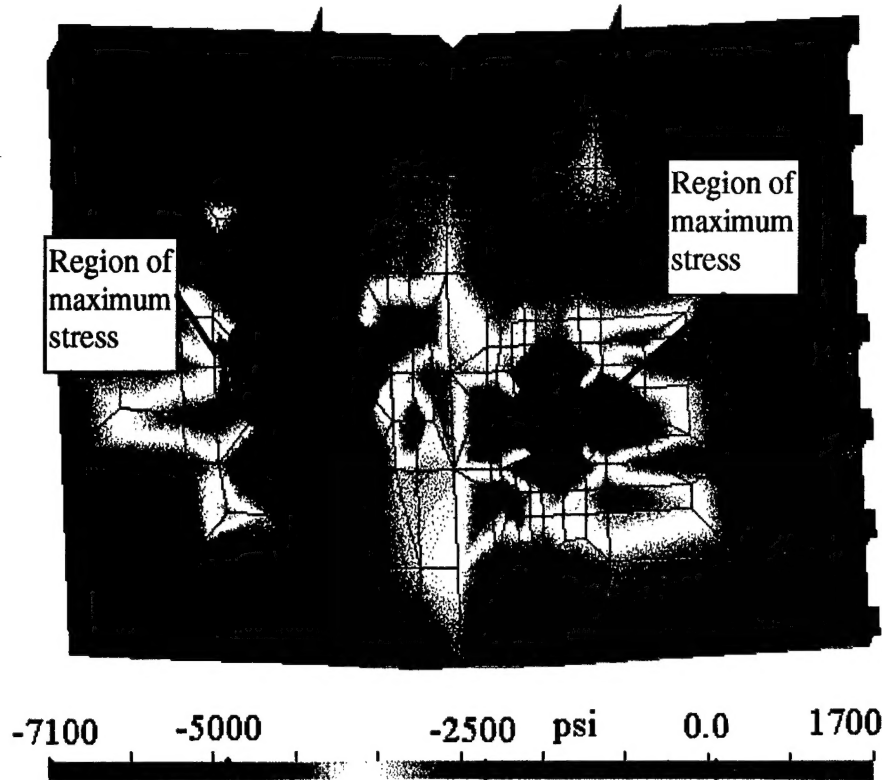 Region of
maximum
stress
Region of
maximum
stress
-7100 -5000 -2500 psi 0.0 1700